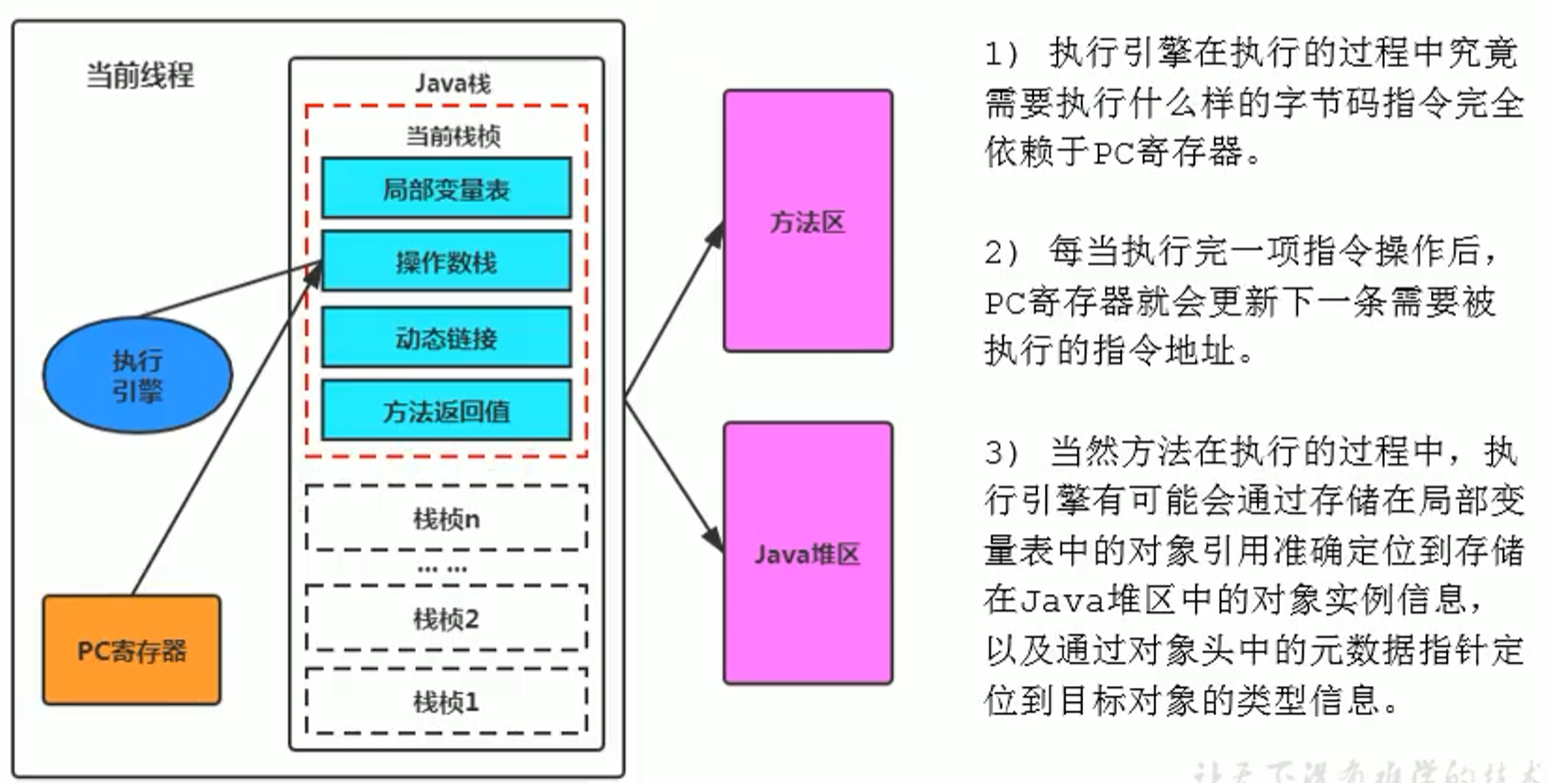 当前线程
Java栈
当前栈桢
局部变量表
操作数栈
动态链接
方法返回值
栈桢n
... ...
栈桢2
栈桢1
执行
引擎
PC寄存器
方法区
Java堆区
1) 执行引擎在执行的过程中究竟
需要执行什么样的字节码指令完全
依赖于PC寄存器。
2) 每当执行完一项指令操作后，
PC寄存器就会更新下一条需要被
执行的指令地址。
3) 当然方法在执行的过程中，执
行引擎有可能会通过存储在局部变
量表中的对象引用准确定位到存储
在Java堆区中的对象实例信息，
以及通过对象头中的元数据指针定
位到目标对象的类型信息。
让天下没有难学的技术